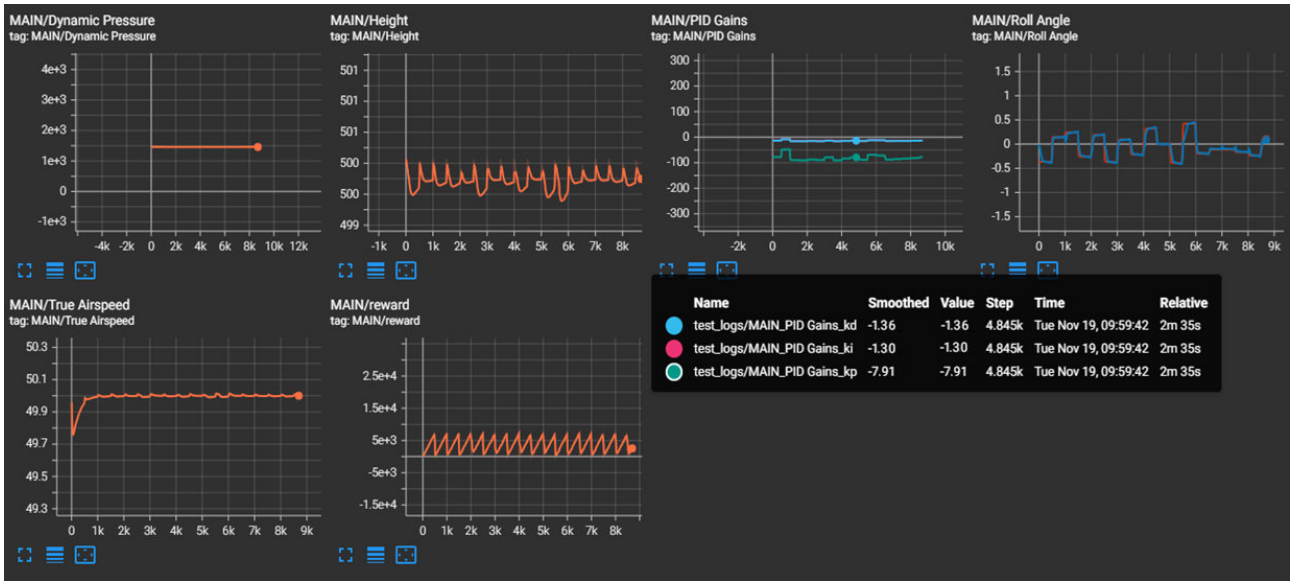 MAIN/Dynamic Pressure
tag: MAIN/Dynamic Pressure
4e+3
3e+3
2e+3
1e+3
0
-1e+3
-4k -2k 0 2k 4k 6k 8k 10k 12k
MAIN/Height
tag: MAIN/Height
501
501
501
500
500
499
-1k 0 1k 2k 3k 4k 5k 6k 7k 8k
MAIN/PID Gains
tag: MAIN/PID Gains
300
200
100
0
-100
-200
-300
-2k 0 2k 4k 6k 8k 10k
MAIN/Roll Angle
tag: MAIN/Roll Angle
1.5
1
0.5
0
-0.5
-1
-1.5
0 1k 2k 3k 4k 5k 6k 7k 8k 9k
MAIN/True Airspeed
tag: MAIN/True Airspeed
50.3
50.1
49.9
49.7
49.5
49.3
0 1k 2k 3k 4k 5k 6k 7k 8k 9k
MAIN/reward
tag: MAIN/reward
2.5e+4
1.5e+4
5e+3
-5e+3
-1.5e+4
0 1k 2k 3k 4k 5k 6k 7k 8k
Name Smoothed Value Step Time Relative
test_logs/MAIN_PID Gains_kd -1.36 -1.36 4.845k Tue Nov 19, 09:59:42 2m 35s
test_logs/MAIN_PID Gains_ki -1.30 -1.30 4.845k Tue Nov 19, 09:59:42 2m 35s
test_logs/MAIN_PID Gains_kp -7.91 -7.91 4.845k Tue Nov 19, 09:59:42 2m 35s